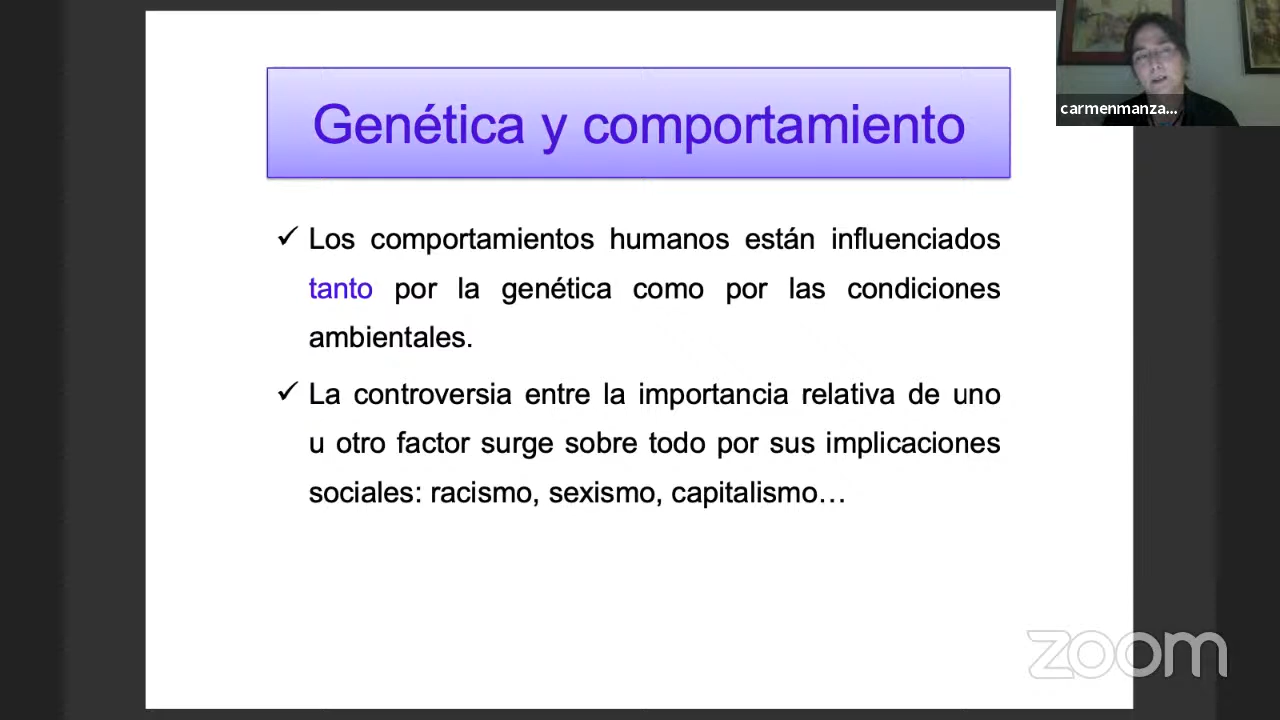 Genética y comportamiento
carmenmanza...
✓ Los comportamientos humanos están influenciados
tanto por la genética como por las condiciones
ambientales.
✓ La controversia entre la importancia relativa de uno
u otro factor surge sobre todo por sus implicaciones
sociales: racismo, sexismo, capitalismo…
zoom